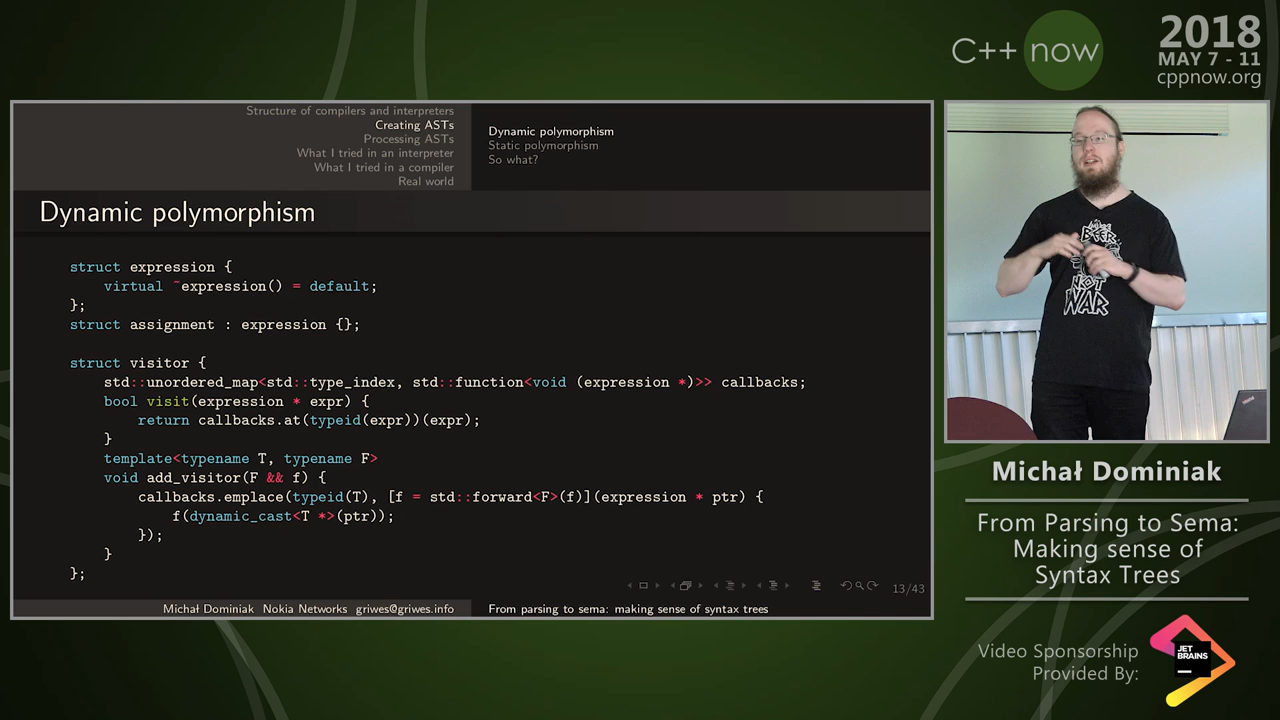 C++ now
2018
MAY 7 - 11
cppnow.org
Structure of compilers and interpreters
Creating ASTs
Processing ASTs
What I tried in an interpreter
What I tried in a compiler
Real world
Dynamic polymorphism
Static polymorphism
So what?
Dynamic polymorphism
struct expression {
    virtual ~expression() = default;
};
struct assignment : expression {};
struct visitor {
    std::unordered_map<std::type_index, std::function<void (expression *)>> callbacks;
    bool visit(expression * expr) {
        return callbacks.at(typeid(expr))(expr);
    }
    template<typename T, typename F>
    void add_visitor(F && f) {
        callbacks.emplace(typeid(T), [f = std::forward<F>(f)](expression * ptr) {
            f(dynamic_cast<T *>(ptr));
        });
    }
};
13/43
Michał Dominiak Nokia Networks griwes@griwes.info
From parsing to sema: making sense of syntax trees
BEER
NOT
WAR
Michał Dominiak
From Parsing to Sema:
Making sense of
Syntax Trees
Video Sponsorship
Provided By:
JET
BRAINS